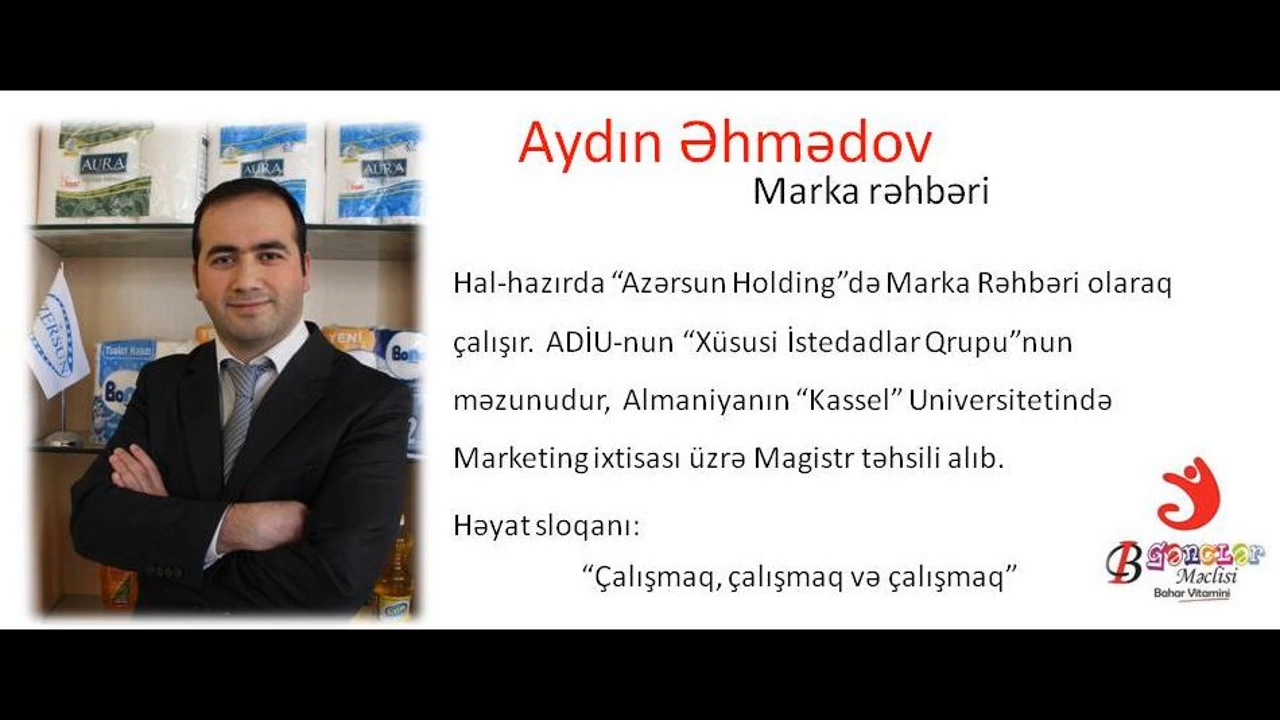 Aydın Əhmədov
Marka rəhbəri
Hal-hazırda “Azərsun Holding”də Marka Rəhbəri olaraq
çalışır. ADİU-nun “Xüsusi İstedadlar Qrupu”nun
məzunudur, Almaniyanın “Kassel” Universitetində
Marketing ixtisası üzrə Magistr təhsili alıb.
Həyat sloqanı:
“Çalışmaq, çalışmaq və çalışmaq”
AURA
AURA
AURA
Tualet Kağızı
YENİ
B Gənclər
Məclisi
Bahar Vitamini